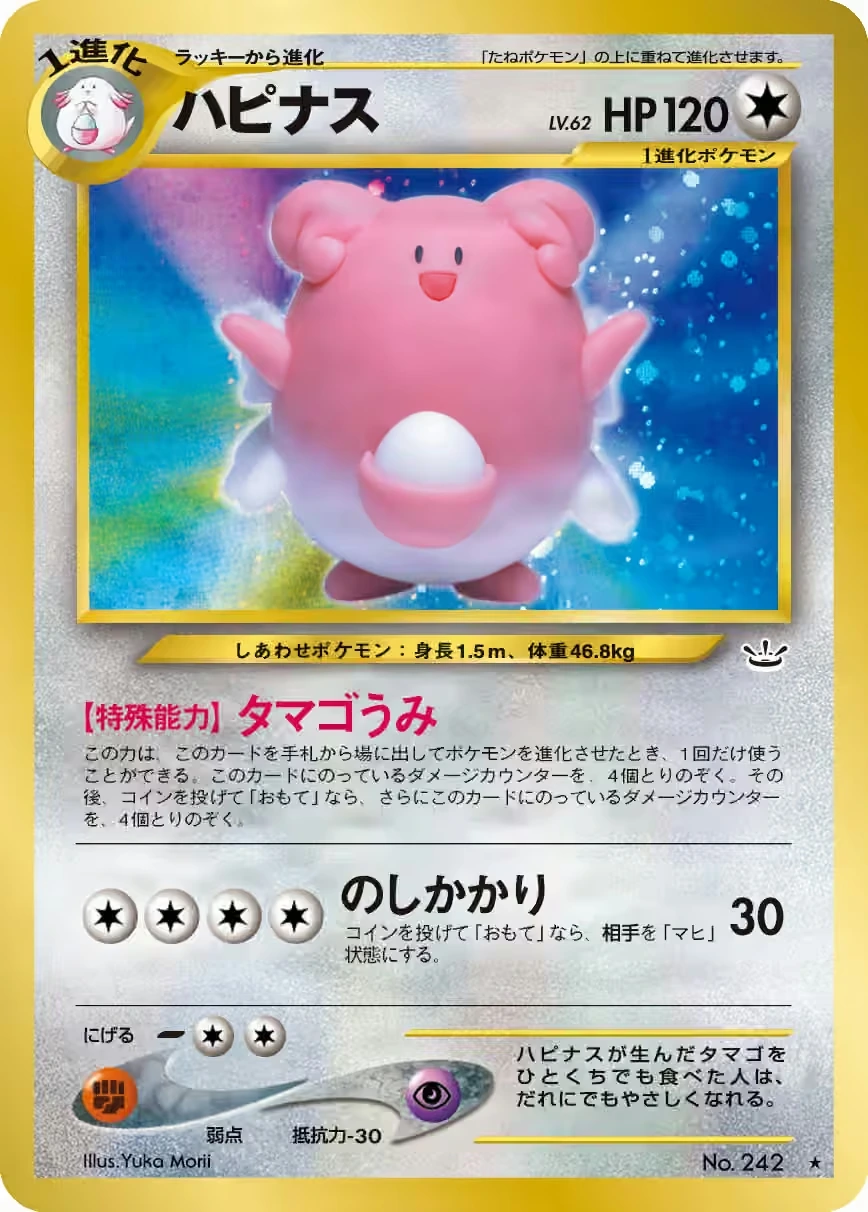 1進化
ラッキーから進化
「たねポケモン」の上に重ねて進化させます。
ハピナス
LV.62 HP120
1進化ポケモン
しあわせポケモン：身長1.5m、体重46.8kg
【特殊能力】タマゴうみ
この力は、このカードを手札から場に出してポケモンを進化させたとき、1回だけ使う
ことができる。このカードにのっているダメージカウンターを、4個とりのぞく。その
後、コインを投げて「おもて」なら、さらにこのカードにのっているダメージカウンター
を、4個とりのぞく。
のしかかり
30
コインを投げて「おもて」なら、相手を「マヒ」
状態にする。
にげる
弱点
抵抗力-30
ハピナスが生んだタマゴを
ひとくちでも食べた人は、
だれにでもやさしくなれる。
Illus.Yuka Morii
No. 242 ★